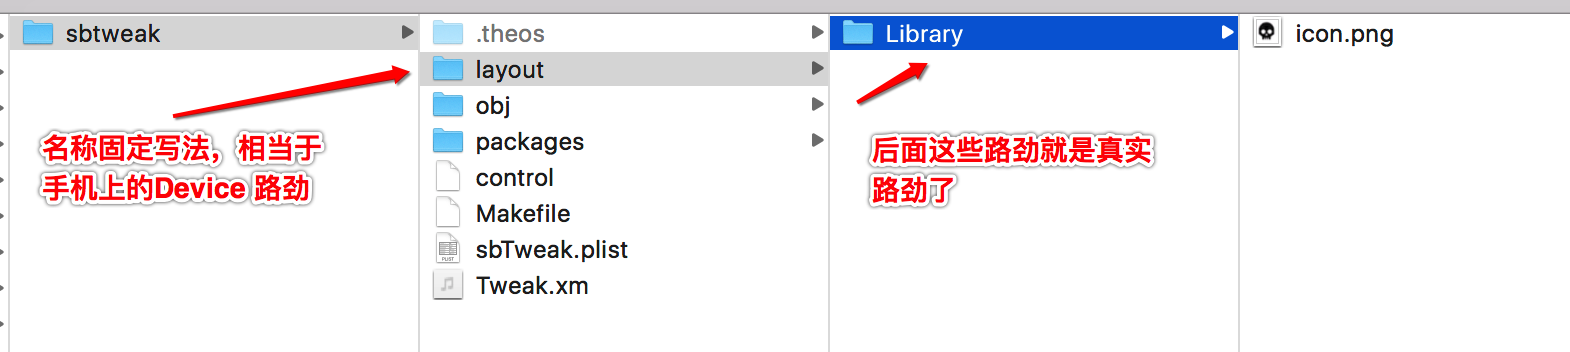 sbtweak
.theos
layout
obj
packages
control
Makefile
sbTweak.plist
Tweak.xm
Library
icon.png
名称固定写法，相当于
手机上的Device 路劲
后面这些路劲就是真实
路劲了
PLIST